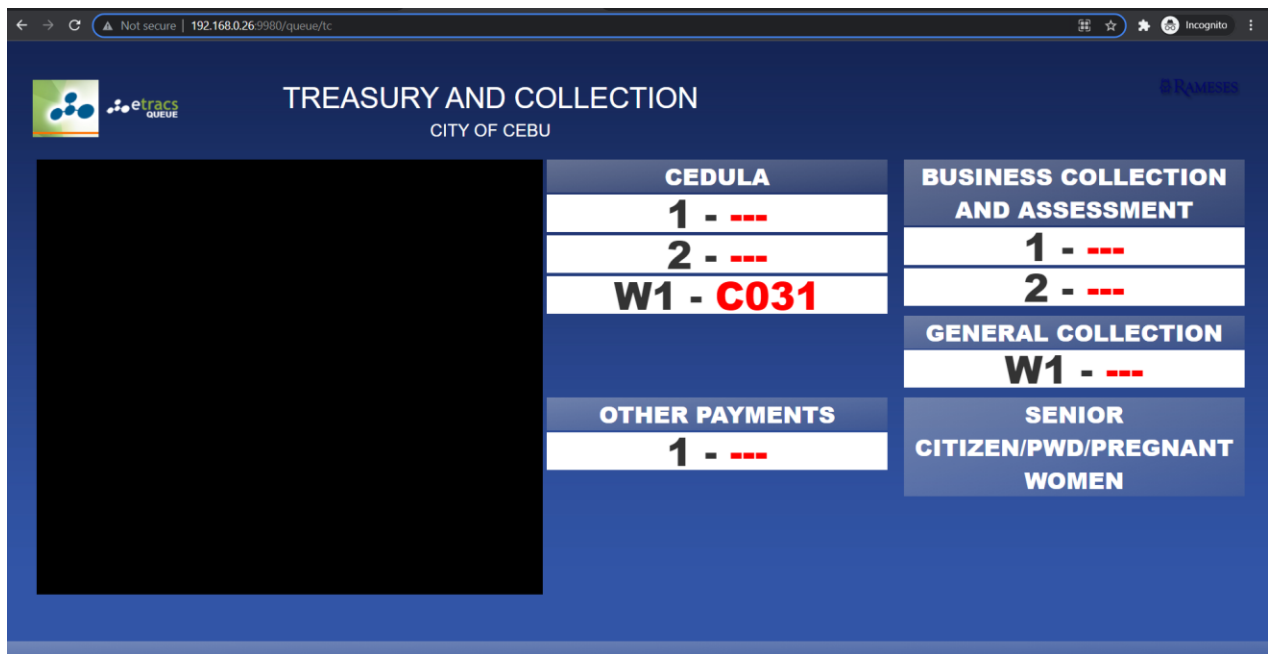 Not secure | 192.168.0.26:9980/queue/tc
Incognito
etracs
QUEUE
TREASURY AND COLLECTION
CITY OF CEBU
RAMESES
CEDULA
1 - ---
2 - ---
W1 - C031
BUSINESS COLLECTION
AND ASSESSMENT
1 - ---
2 - ---
GENERAL COLLECTION
W1 - ---
OTHER PAYMENTS
1 - ---
SENIOR
CITIZEN/PWD/PREGNANT
WOMEN